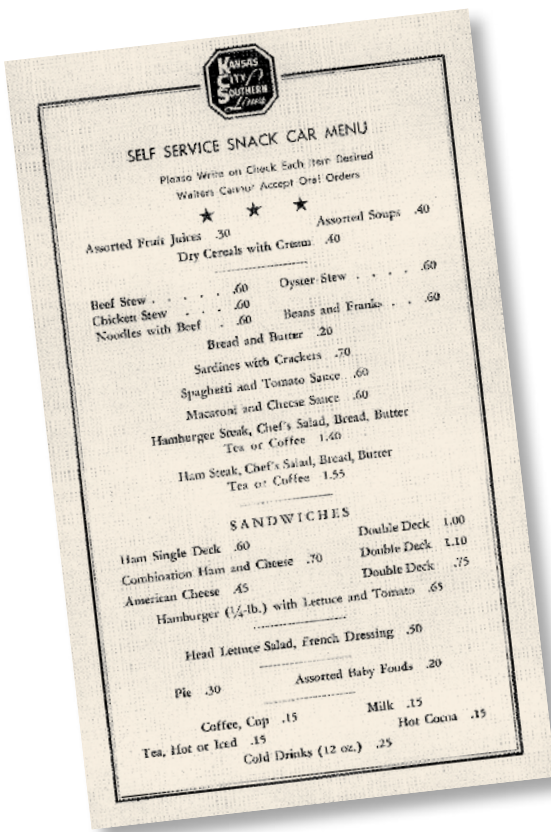 KANSAS
CITY
SOUTHERN
Lines
SELF SERVICE SNACK CAR MENU
Please Write on Check Each Item Desired
Waiters Cannot Accept Oral Orders
Assorted Fruit Juices .30 Assorted Soups .40
Dry Cereals with Cream .40
Beef Stew . . . . . .60 Oyster Stew . . . . .60
Chicken Stew . . . .60
Noodles with Beef . .60 Beans and Franks . . .60
Bread and Butter .20
Sardines with Crackers .70
Spaghetti and Tomato Sauce .60
Macaroni and Cheese Sauce .60
Hamburger Steak, Chef's Salad, Bread, Butter
Tea or Coffee 1.40
Ham Steak, Chef's Salad, Bread, Butter
Tea or Coffee 1.55
SANDWICHES
Ham Single Deck .60 Double Deck 1.00
Combination Ham and Cheese .70 Double Deck 1.10
American Cheese .45 Double Deck .75
Hamburger (¼-lb.) with Lettuce and Tomato .65
Head Lettuce Salad, French Dressing .50
Pie .30 Assorted Baby Foods .20
Coffee, Cup .15 Milk .15
Tea, Hot or Iced .15 Hot Cocoa .15
Cold Drinks (12 oz.) .25